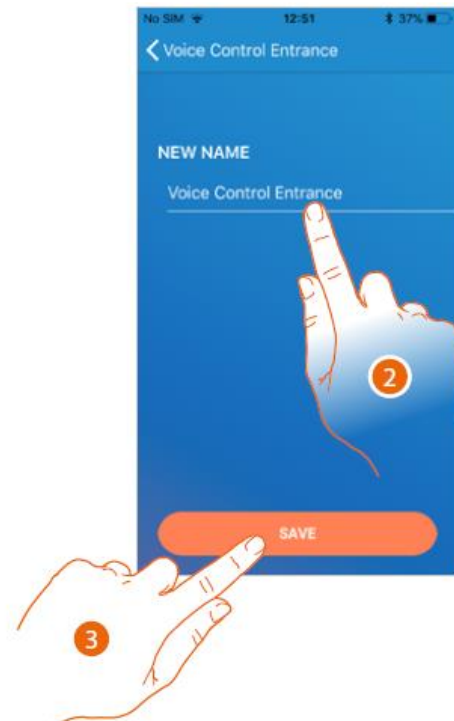 No SIM 12:51 37%
Voice Control Entrance
NEW NAME
Voice Control Entrance
2
SAVE
3